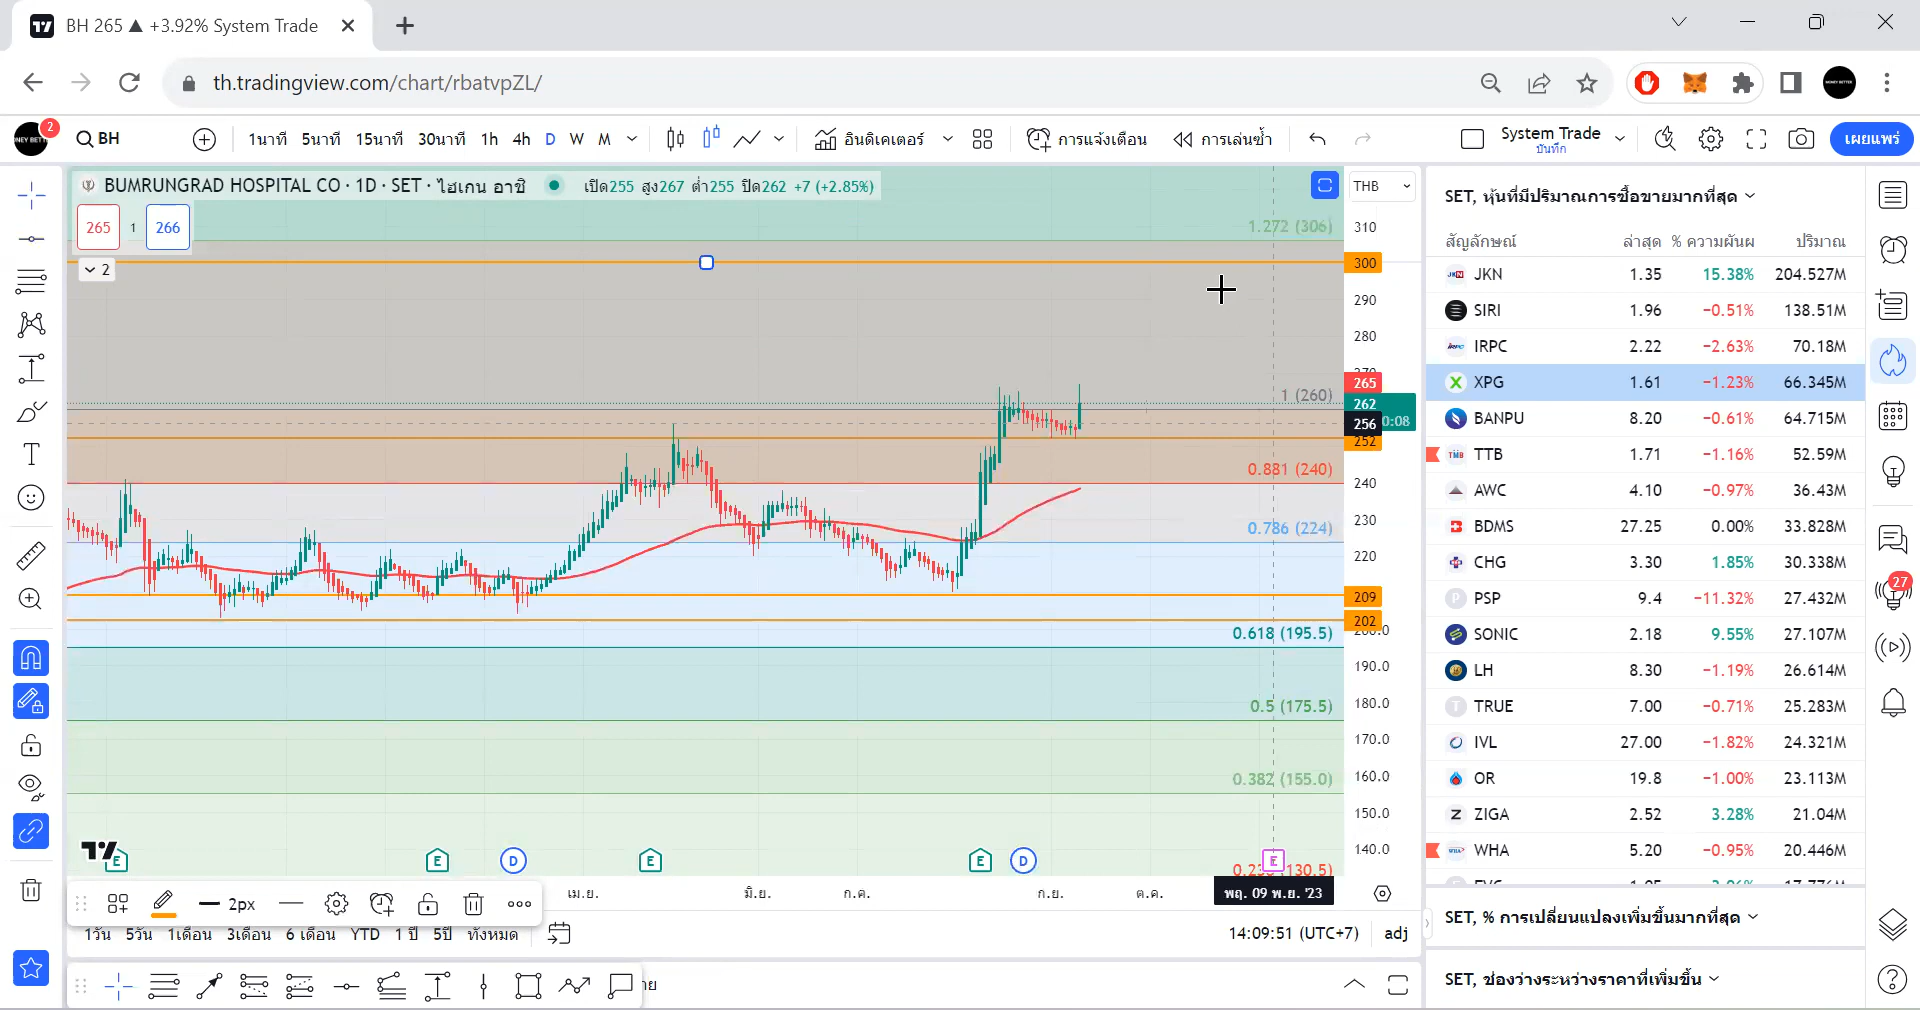 BH 265 ▲ +3.92% System Trade
th.tradingview.com/chart/rbatvpZL/
2
BH
1นาที 5นาที 15นาที 30นาที 1h 4h D W M
อินดิเคเตอร์
การแจ้งเตือน
การเล่นซ้ำ
System Trade
บันทึก
เผยแพร่
BUMRUNGRAD HOSPITAL CO · 1D · SET · ไฮเกน อาชิ
เปิด255 สูง267 ต่ำ255 ปิด262 +7 (+2.85%)
265 1 266
2
THB
1.272 (306)
310
300
290
280
265
1 (260)
262
256
0:08
252
0.881 (240)
240
230
0.786 (224)
220
209
202
0.618 (195.5)
190.0
180.0
0.5 (175.5)
170.0
160.0
0.382 (155.0)
150.0
140.0
E E D E E D E
เม.ย. มิ.ย. ก.ค. ก.ย. ต.ค.
พฤ. 09 พ.ย. '23
2px
1วัน 5วัน 1เดือน 3เดือน 6 เดือน YTD 1 ปี 5ปี ทั้งหมด
14:09:51 (UTC+7) adj
SET, หุ้นที่มีปริมาณการซื้อขายมากที่สุด
สัญลักษณ์ ล่าสุด % ความผันผ ปริมาณ
JKN 1.35 15.38% 204.527M
SIRI 1.96 −0.51% 138.51M
IRPC 2.22 −2.63% 70.18M
XPG 1.61 −1.23% 66.345M
BANPU 8.20 −0.61% 64.715M
TTB 1.71 −1.16% 52.59M
AWC 4.10 −0.97% 36.43M
BDMS 27.25 0.00% 33.828M
CHG 3.30 1.85% 30.338M
PSP 9.4 −11.32% 27.432M
SONIC 2.18 9.55% 27.107M
LH 8.30 −1.19% 26.614M
TRUE 7.00 −0.71% 25.283M
IVL 27.00 −1.82% 24.321M
OR 19.8 −1.00% 23.113M
ZIGA 2.52 3.28% 21.04M
WHA 5.20 −0.95% 20.446M
SET, % การเปลี่ยนแปลงเพิ่มขึ้นมากที่สุด
SET, ช่องว่างระหว่างราคาที่เพิ่มขึ้น
27